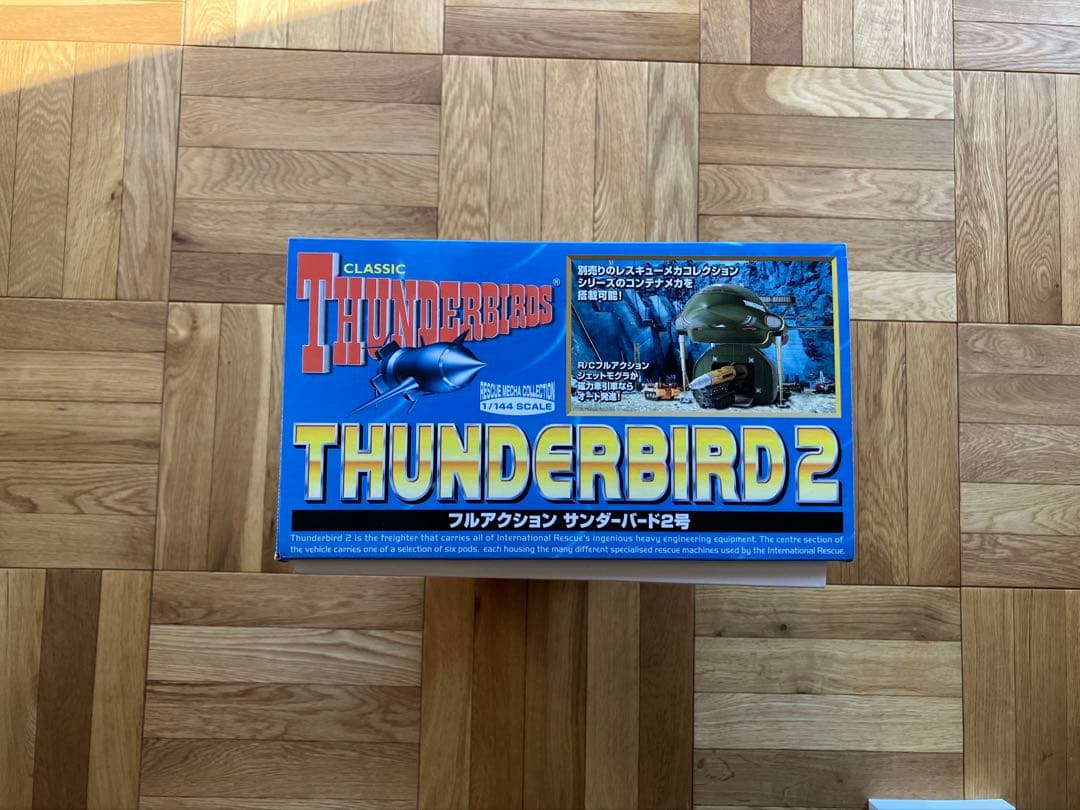 CLASSIC
THUNDERBIRDS®
RESCUE MECHA COLLECTION
1/144 SCALE
別売りのレスキューメカコレクション
シリーズのコンテナメカを
搭載可能!
R/Cフルアクション
ジェットモグラか
磁力牽引車なら
オート発進!
THUNDERBIRD 2
フルアクション サンダーバード2号
Thunderbird 2 is the freighter that carries all of International Rescue's ingenious heavy engineering equipment. The centre section of
the vehicle carries one of a selection of six pods, each housing the many different specialised rescue machines used by the International Rescue.